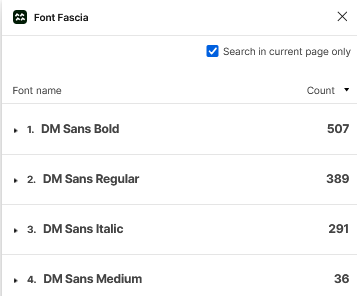 Font Fascia
Search in current page only
Font name Count
1. DM Sans Bold 507
2. DM Sans Regular 389
3. DM Sans Italic 291
4. DM Sans Medium 36